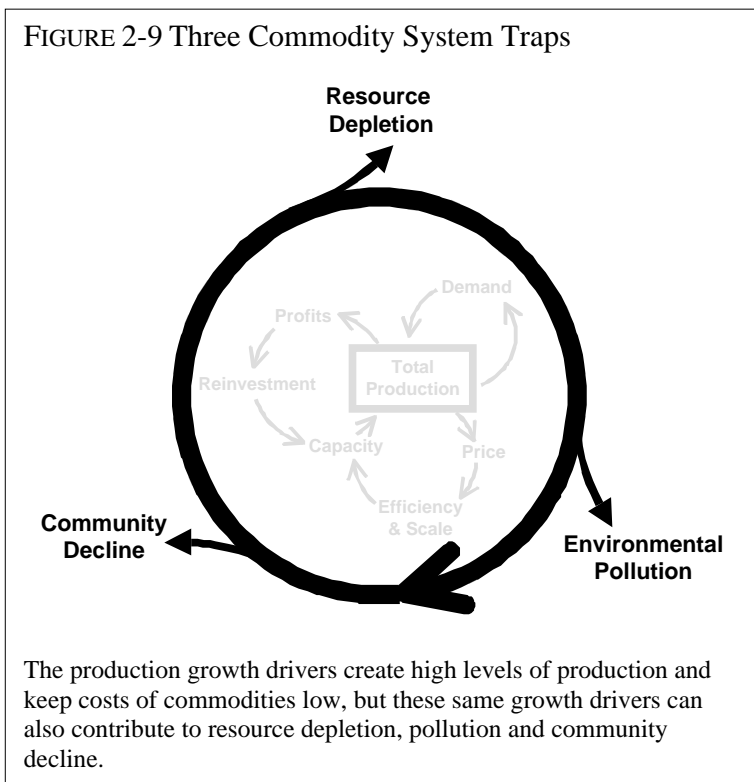 FIGURE 2-9 Three Commodity System Traps
Resource
Depletion
Demand
Profits
Total
Production
Reinvestment
Capacity
Price
Efficiency
& Scale
Community
Decline
Environmental
Pollution
The production growth drivers create high levels of production and
keep costs of commodities low, but these same growth drivers can
also contribute to resource depletion, pollution and community
decline.